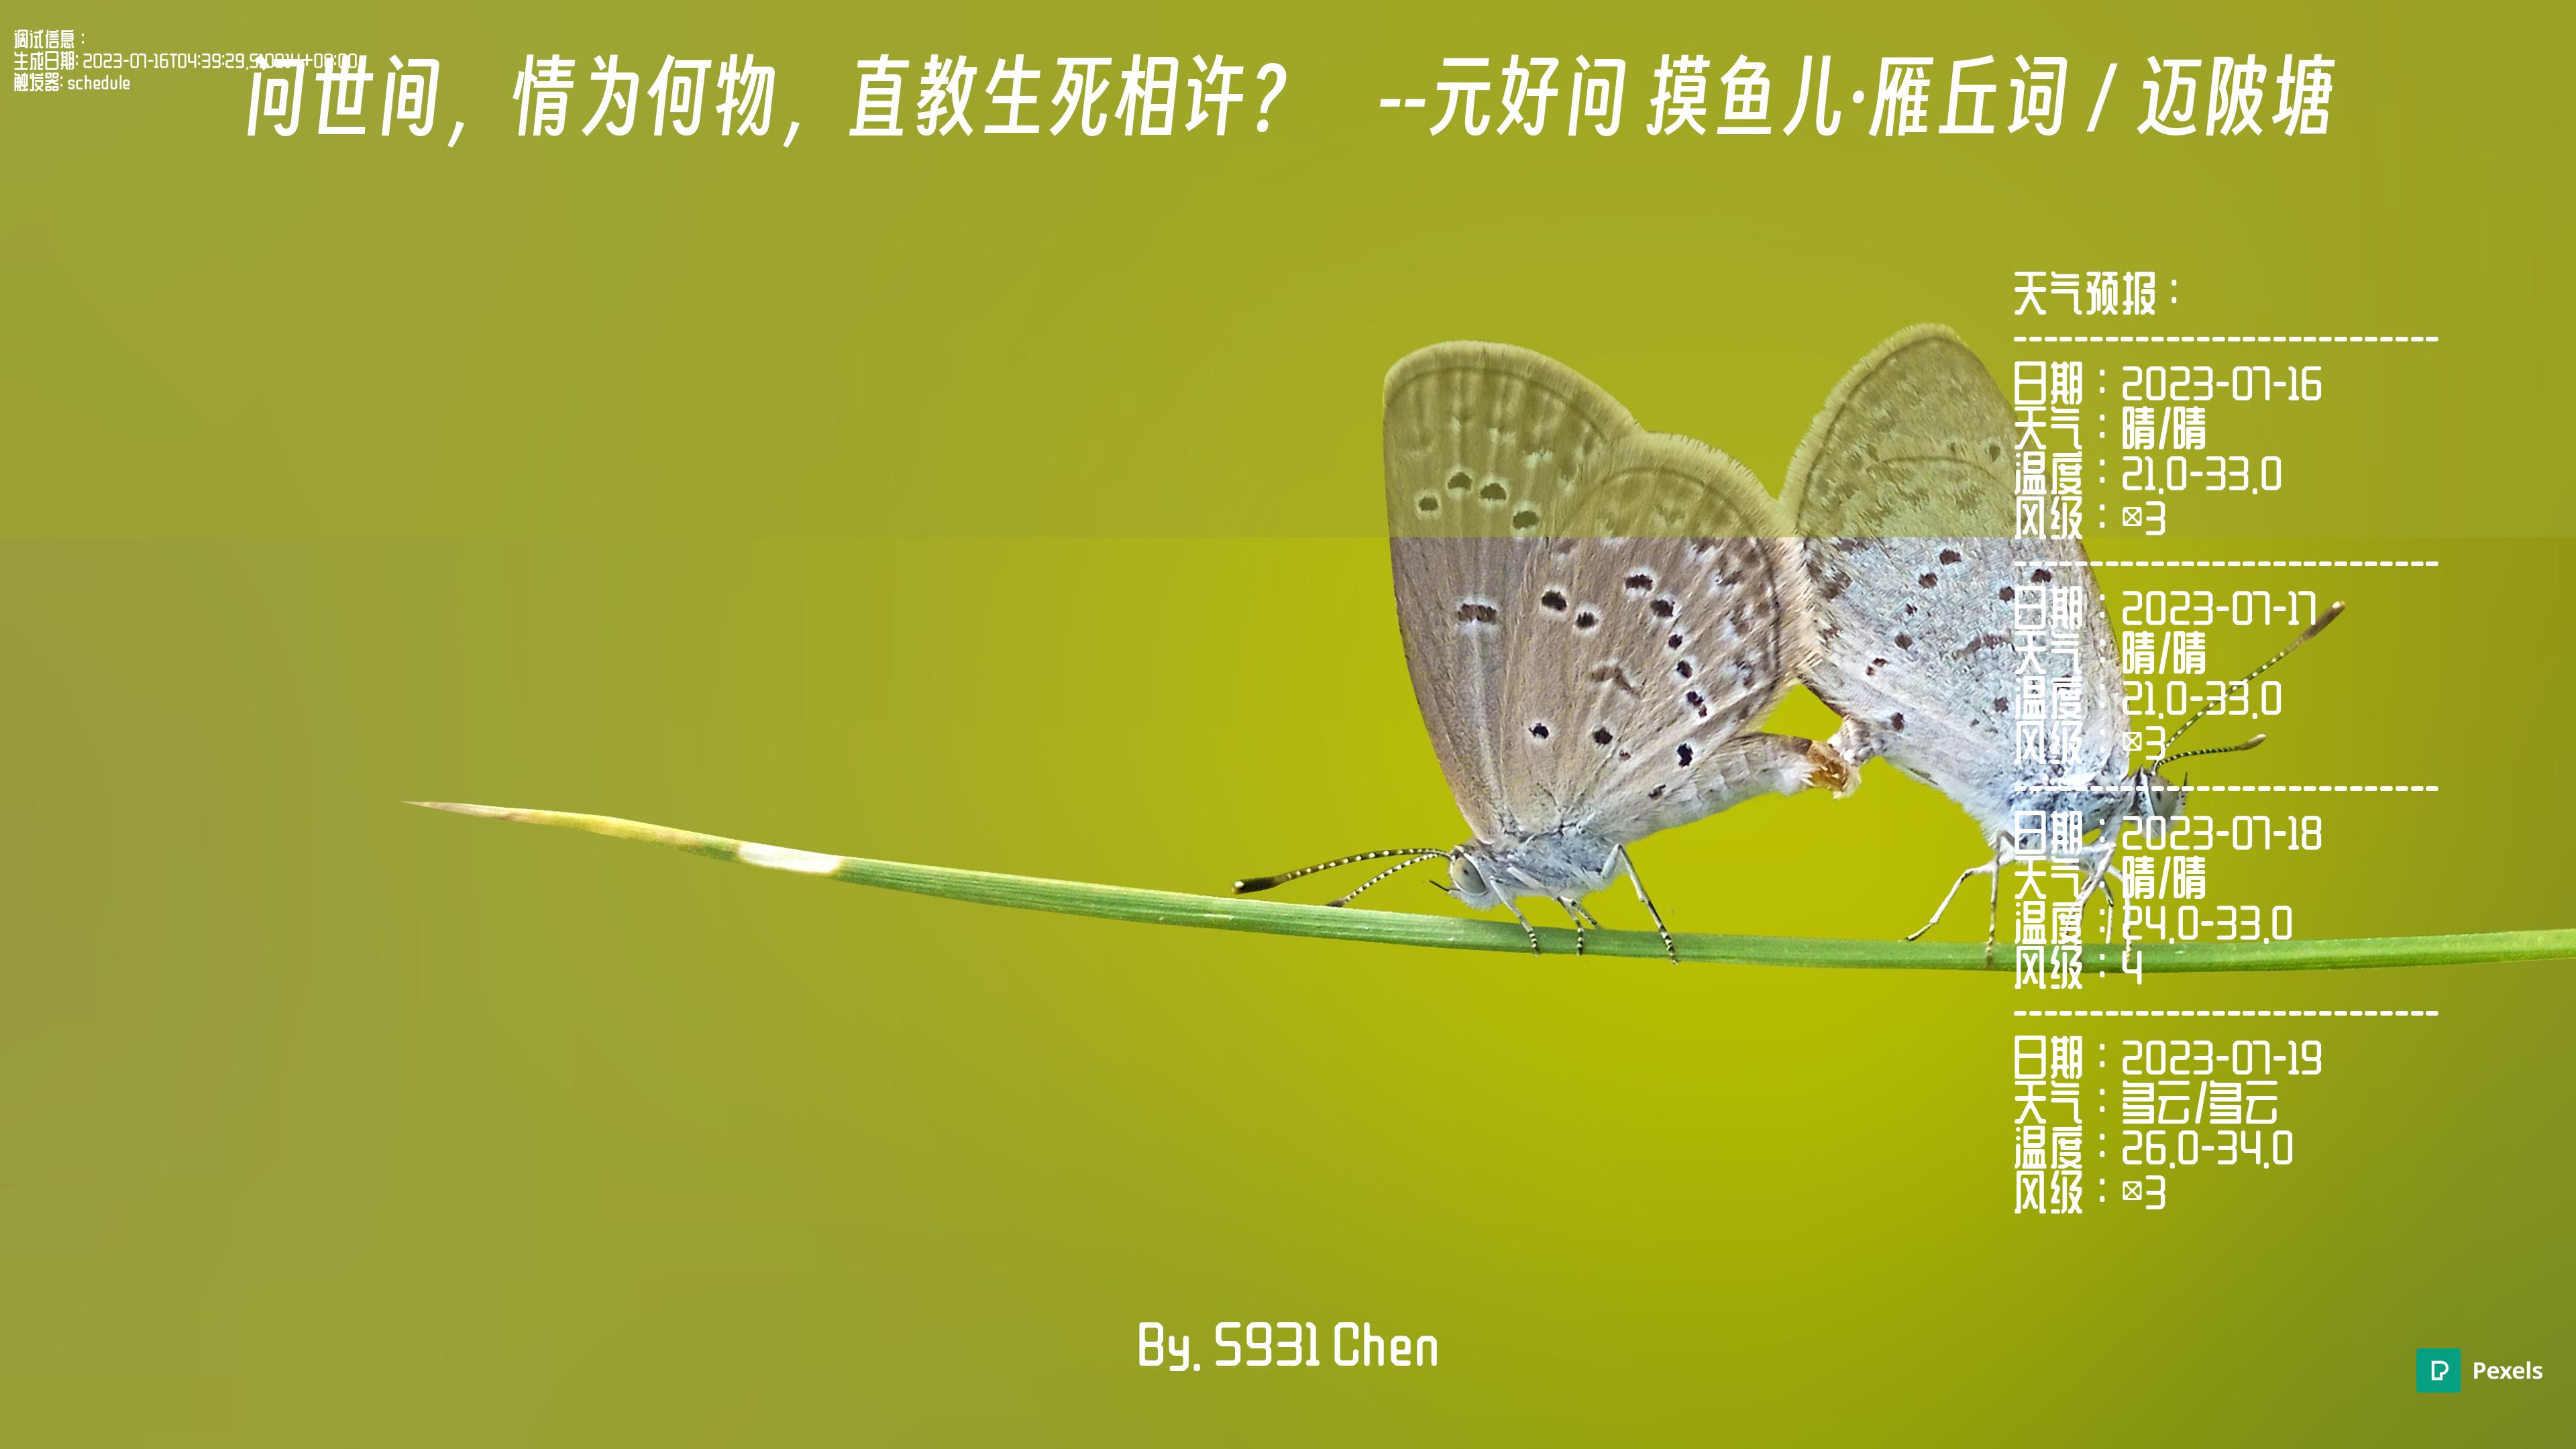 调试信息：
生成日期: 2023-07-16T04:39:29.
触发器: schedule
问世间，情为何物，直教生死相许？ --元好问 摸鱼儿·雁丘词 / 迈陂塘
天气预报：
----------------------------
日期：2023-07-16
天气：晴/晴
温度：21.0-33.0
风级：3
----------------------------
日期：2023-07-17
天气：晴/晴
温度：21.0-33.0
风级：3
----------------------------
日期：2023-07-18
天气：晴/晴
温度：24.0-33.0
风级：4
----------------------------
日期：2023-07-19
天气：多云/多云
温度：26.0-34.0
风级：3
By. S931 Chen
Pexels